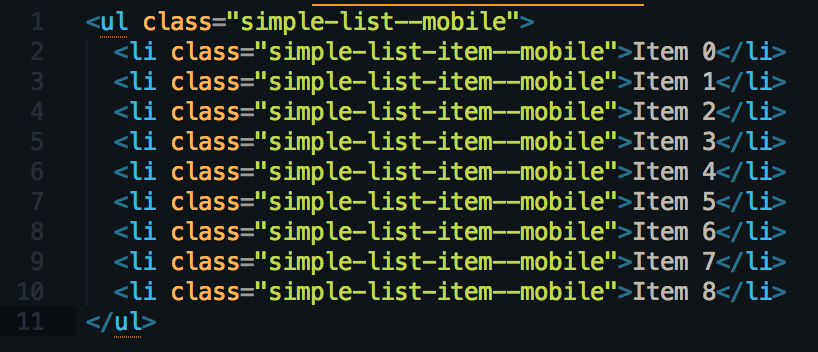 1 <ul class="simple-list--mobile">
2 <li class="simple-list-item--mobile">Item 0</li>
3 <li class="simple-list-item--mobile">Item 1</li>
4 <li class="simple-list-item--mobile">Item 2</li>
5 <li class="simple-list-item--mobile">Item 3</li>
6 <li class="simple-list-item--mobile">Item 4</li>
7 <li class="simple-list-item--mobile">Item 5</li>
8 <li class="simple-list-item--mobile">Item 6</li>
9 <li class="simple-list-item--mobile">Item 7</li>
10 <li class="simple-list-item--mobile">Item 8</li>
11 </ul>